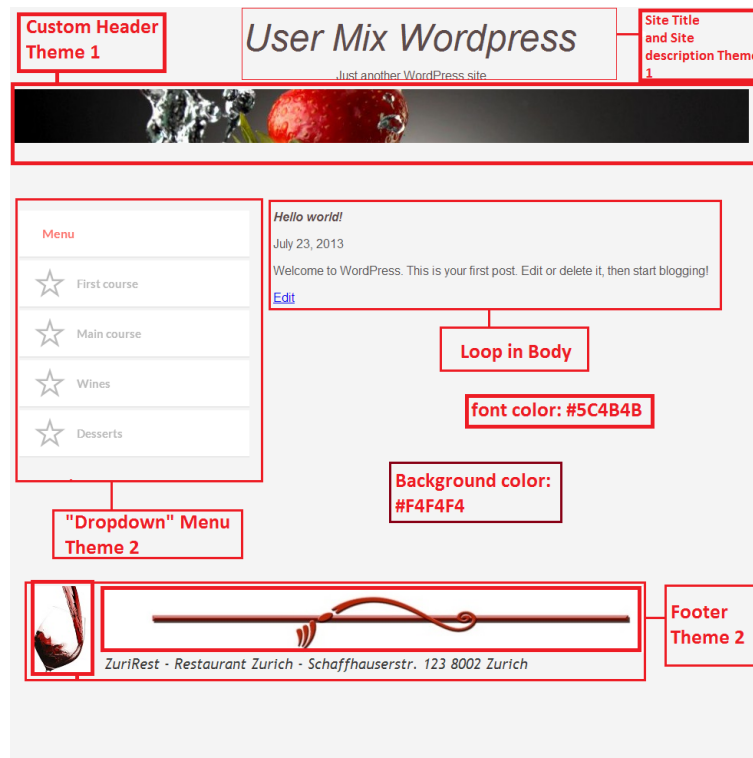 Custom Header
Theme 1
User Mix Wordpress
Just another WordPress site
Site Title
and Site
description Theme
1
Menu
First course
Main course
Wines
Desserts
Hello world!
July 23, 2013
Welcome to WordPress. This is your first post. Edit or delete it, then start blogging!
Edit
Loop in Body
font color: #5C4B4B
Background color:
#F4F4F4
"Dropdown" Menu
Theme 2
ZuriRest - Restaurant Zurich - Schaffhauserstr. 123 8002 Zurich
Footer
Theme 2